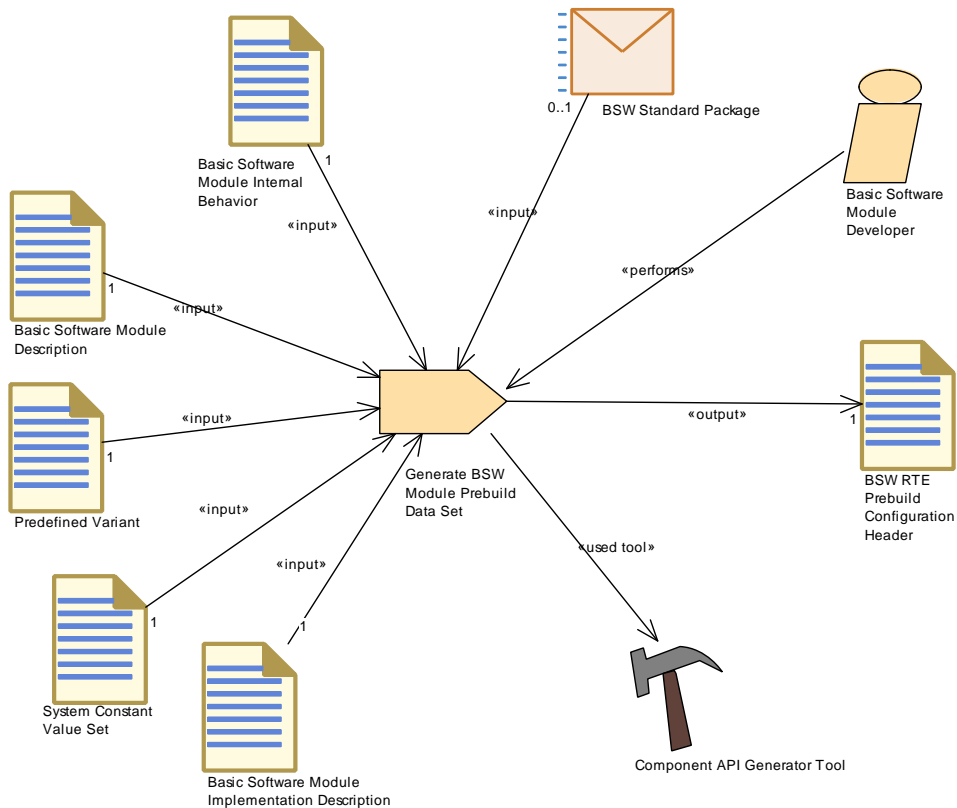 0..1
BSW Standard Package
Basic Software
Module Internal
Behavior
1
«input»
«input»
Basic Software
Module
Developer
«performs»
1
«input»
Basic Software Module
Description
«input»
1
Predefined Variant
«output»
1
Generate BSW
Module Prebuild
Data Set
BSW RTE
Prebuild
Configuration
Header
«input»
«input»
«used tool»
1
1
System Constant
Value Set
Basic Software Module
Implementation Description
Component API Generator Tool